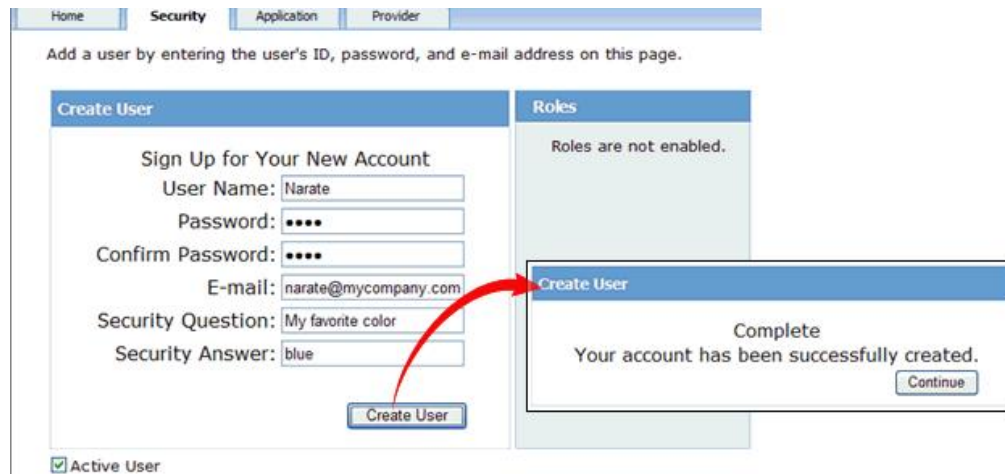 Home Security Application Provider
Add a user by entering the user's ID, password, and e-mail address on this page.
Create User
Sign Up for Your New Account
User Name: Narate
Password: ••••
Confirm Password: ••••
E-mail: narate@mycompany.com
Security Question: My favorite color
Security Answer: blue
Create User
Active User
Roles
Roles are not enabled.
Create User
Complete
Your account has been successfully created.
Continue